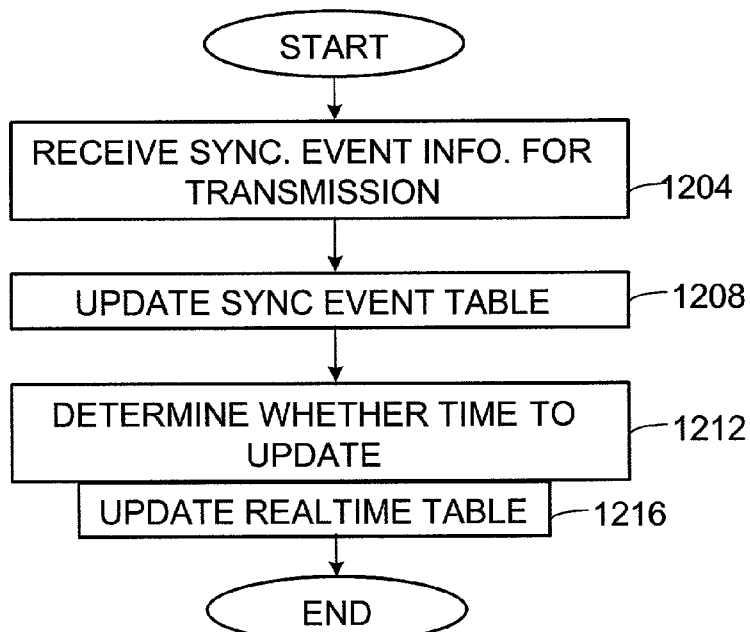 START
RECEIVE SYNC. EVENT INFO. FOR
TRANSMISSION
1204
UPDATE SYNC EVENT TABLE
1208
DETERMINE WHETHER TIME TO
UPDATE
1212
UPDATE REALTIME TABLE
1216
END